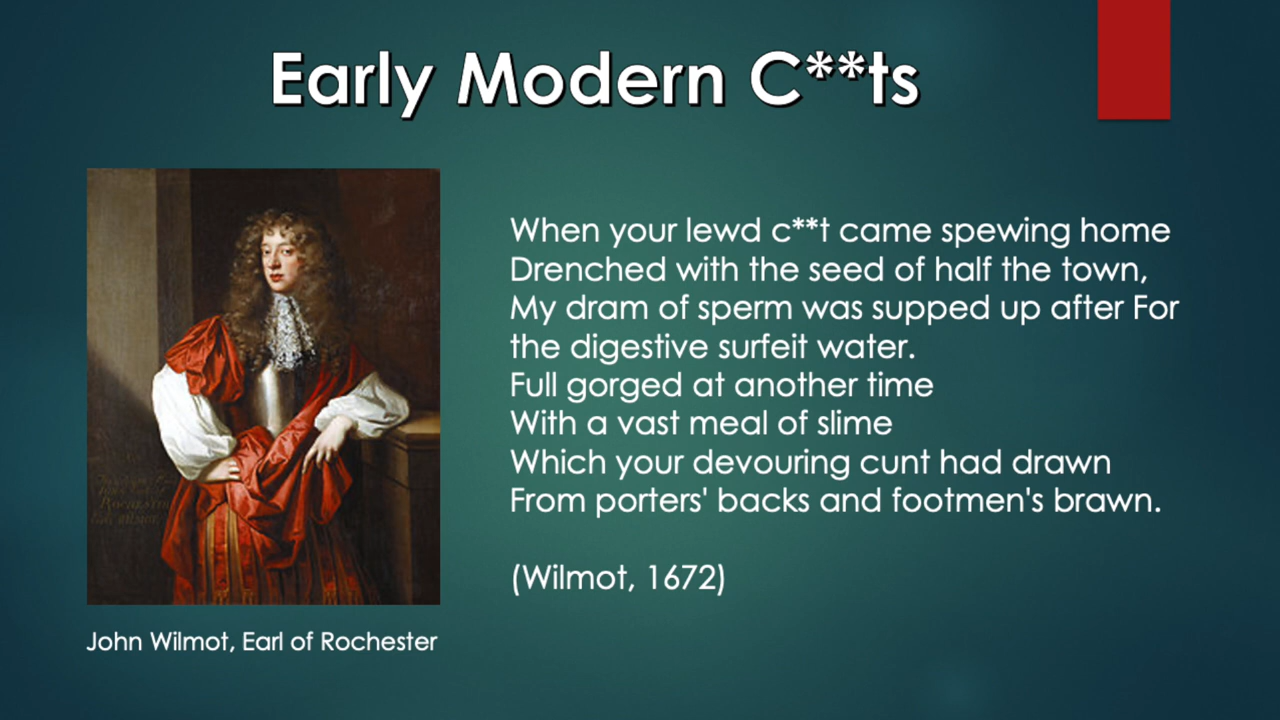 Early Modern C**ts
When your lewd c**t came spewing home
Drenched with the seed of half the town,
My dram of sperm was supped up after For
the digestive surfeit water.
Full gorged at another time
With a vast meal of slime
Which your devouring cunt had drawn
From porters' backs and footmen's brawn.
(Wilmot, 1672)
John Wilmot, Earl of Rochester